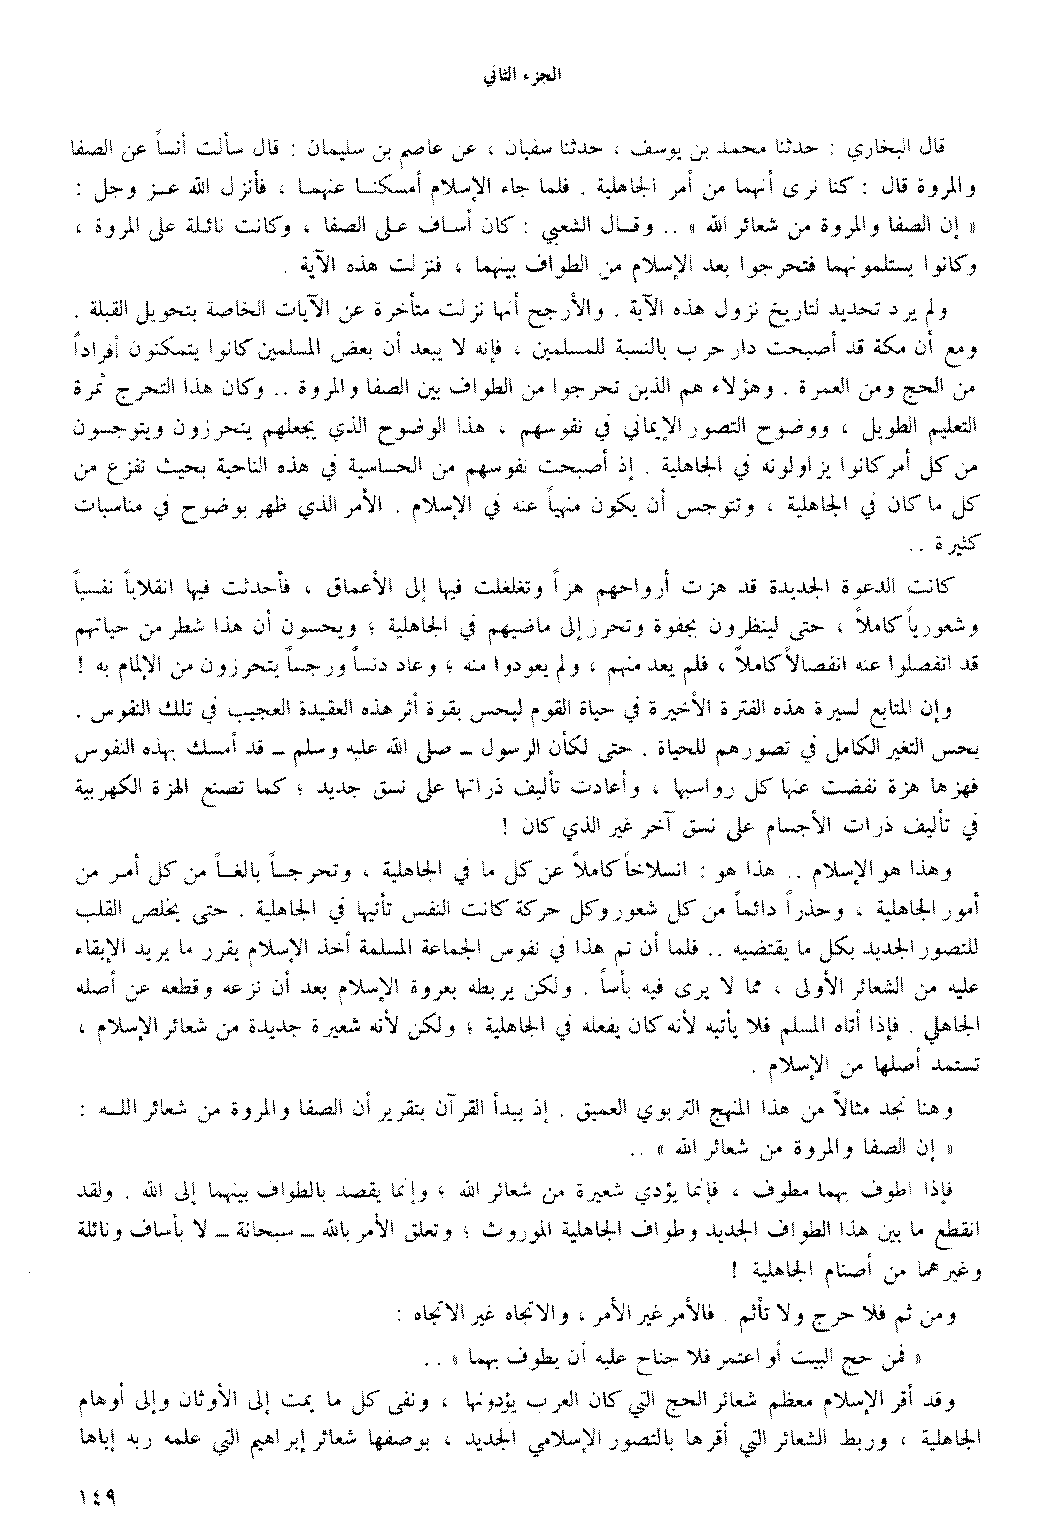 الجزء الثاني
قال البخاري : حدثنا محمد بن يوسف ، حدثنا سفيان ، عن عاصم بن سليمان : قال سألت أنساً عن الصفا
والمروة قال : كنا نرى أنهما من أمر الجاهلية . فلما جاء الإسلام أمسكنا عنهما ، فأنزل الله عز وجل :
« إن الصفا والمروة من شعائر الله » .. وقال الشعبي : كان أساف على الصفا ، وكانت نائلة على المروة ،
وكانوا يستلمونهما فتحرجوا بعد الإسلام من الطواف بينهما ، فنزلت هذه الآية .
ولم يرد تحديد لتاريخ نزول هذه الآية . والأرجح أنها نزلت متأخرة عن الآيات الخاصة بتحويل القبلة .
ومع أن مكة قد أصبحت دار حرب بالنسبة للمسلمين ، فإنه لا يبعد أن بعض المسلمين كانوا يتمكنون أفراداً
من الحج ومن العمرة . وهؤلاء هم الذين تحرجوا من الطواف بين الصفا والمروة .. وكان هذا التحرج ثمرة
التعليم الطويل ، ووضوح التصور الإيماني في نفوسهم ، هذا الوضوح الذي يجعلهم يتحرزون ويتوجسون
من كل أمر كانوا يزاولونه في الجاهلية . إذ أصبحت نفوسهم من الحساسية في هذه الناحية بحيث تفزع من
كل ما كان في الجاهلية ، وتتوجس أن يكون منهياً عنه في الإسلام . الأمر الذي ظهر بوضوح في مناسبات
كثيرة ..
كانت الدعوة الجديدة قد هزت أرواحهم هزاً وتغلغلت فيها إلى الأعماق ، فأحدثت فيها انقلاباً نفسياً
وشعورياً كاملاً ، حتى لينظرون بجفوة وتحرز إلى ماضيهم في الجاهلية ؛ ويحسون أن هذا شطر من حياتهم
قد انفصلوا عنه انفصالاً كاملاً ، فلم يعد منهم ، ولم يعودوا منه ؛ وعاد دنساً ورجساً يتحرزون من الإلمام به !
وإن المتابع لسيرة هذه الفترة الأخيرة في حياة القوم ليحس بقوة أثر هذه العقيدة العجيب في تلك النفوس .
يحس التغير الكامل في تصورهم للحياة . حتى لكأن الرسول – صلى الله عليه وسلم – قد أمسك بهذه النفوس
فهزها هزة نفضت عنها كل رواسبها ، وأعادت تأليف ذراتها على نسق جديد ؛ كما تصنع الهزة الكهربية
في تأليف ذرات الأجسام على نسق آخر غير الذي كان !
وهذا هو الإسلام .. هذا هو : انسلاخاً كاملاً عن كل ما في الجاهلية ، وتحرجاً بالغاً من كل أمر من
أمور الجاهلية ، وحذراً دائماً من كل شعور وكل حركة كانت النفس تأتيها في الجاهلية . حتى يخلص القلب
للتصور الجديد بكل ما يقتضيه .. فلما أن تم هذا في نفوس الجماعة المسلمة أخذ الإسلام يقرر ما يريد الإبقاء
عليه من الشعائر الأولى ، مما لا يرى فيه بأساً . ولكن يربطه بعروة الإسلام بعد أن نزعه وقطعه عن أصله
الجاهلي . فإذا أتاه المسلم فلا يأتيه لأنه كان يفعله في الجاهلية ؛ ولكن لأنه شعيرة جديدة من شعائر الإسلام ،
تستمد أصلها من الإسلام .
وهنا نجد مثالاً من هذا المنهج التربوي العميق . إذ يبدأ القرآن بتقرير أن الصفا والمروة من شعائر الله :
« إن الصفا والمروة من شعائر الله » ..
فإذا اطوف بهما مطوف ، فإنما يؤدي شعيرة من شعائر الله ؛ وإنما يقصد بالطواف بينهما إلى الله . ولقد
انقطع ما بين هذا الطواف الجديد وطواف الجاهلية الموروث ؛ وتعلق الأمر بالله – سبحانة – لا بأساف ونائلة
وغيرهما من أصنام الجاهلية !
ومن ثم فلا حرج ولا تأثم . فالأمر غير الأمر ، والاتجاه غير الاتجاه :
« فمن حج البيت أو اعتمر فلا جناح عليه أن يطوف بهما » ..
وقد أقر الإسلام معظم شعائر الحج التي كان العرب يؤدونها ، ونفى كل ما يمت إلى الأوثان وإلى أوهام
الجاهلية ، وربط الشعائر التي أقرها بالتصور الإسلامي الجديد ، بوصفها شعائر إبراهيم التي علمه ربه إياها
١٤٩